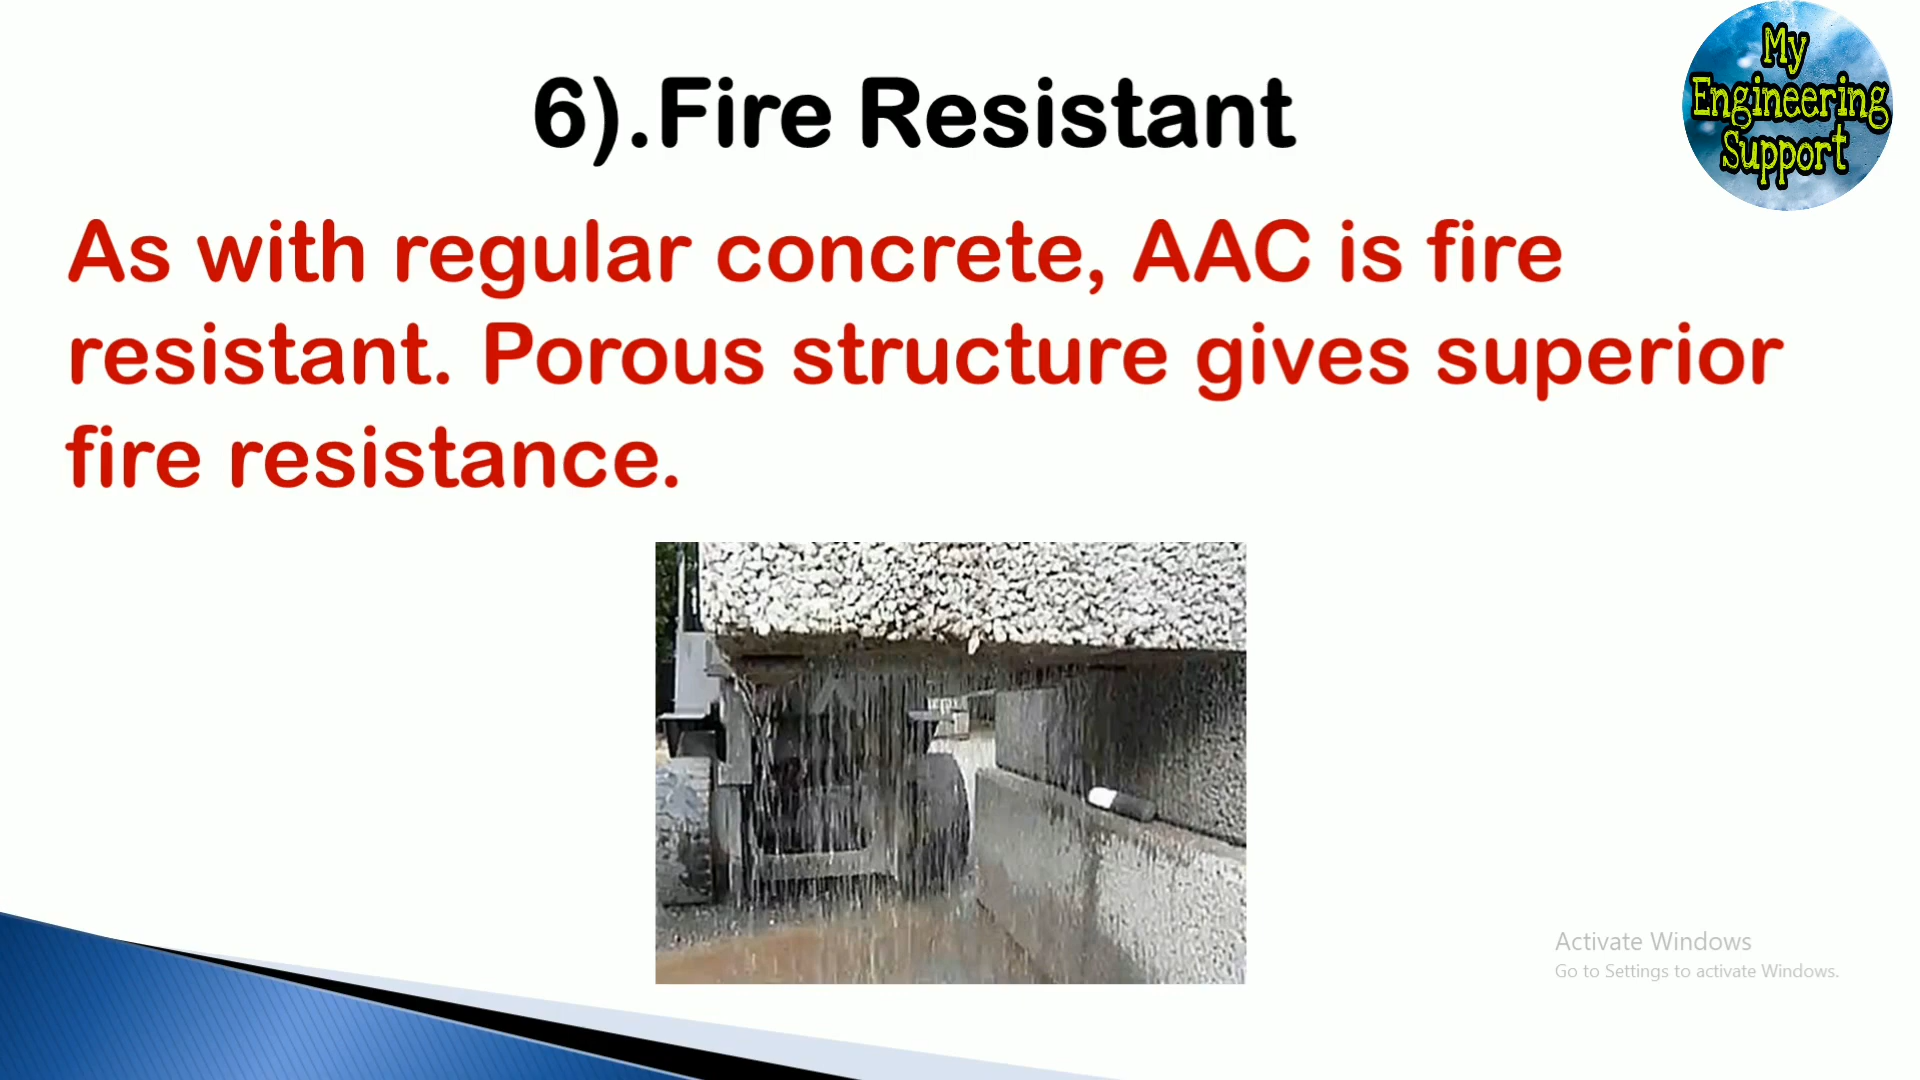 6).Fire Resistant
My
Engineering
Support
As with regular concrete, AAC is fire
resistant. Porous structure gives superior
fire resistance.
Activate Windows
Go to Settings to activate Windows.